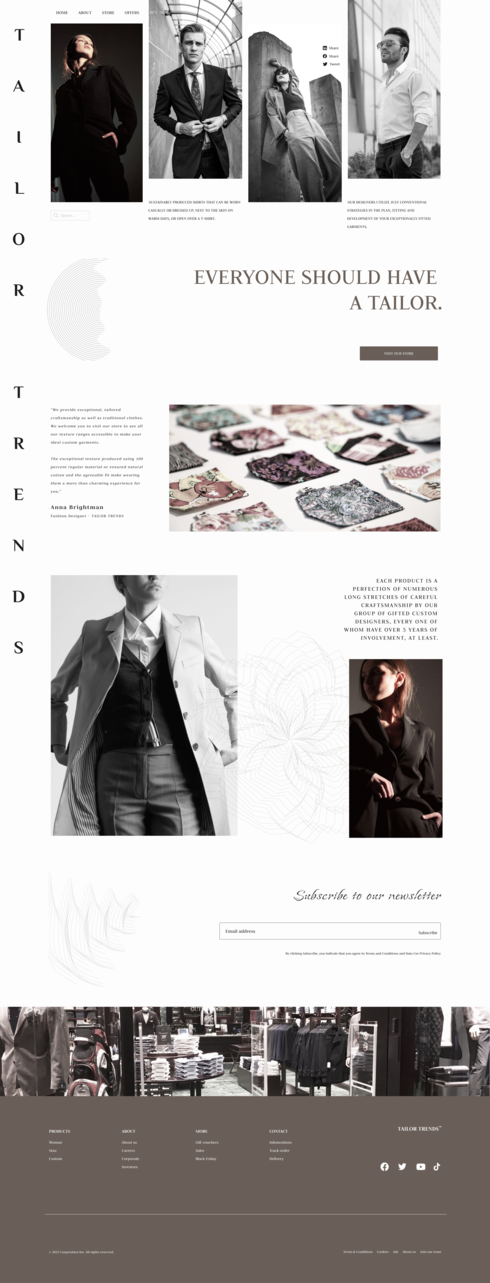 TAILOR TRENDS
HOME ABOUT STORE OFFERS
Share
Share
Tweet
Search...
SUSTAINABLY PRODUCED SHIRTS THAT CAN BE WORN
CASUALLY OR DRESSED UP, NEXT TO THE SKIN ON
WARM DAYS, OR OPEN OVER A T-SHIRT.
OUR DESIGNERS UTILIZE JUST CONVENTIONAL
STRATEGIES IN THE PLAN, FITTING AND
DEVELOPMENT OF YOUR EXCEPTIONALLY FITTED
GARMENTS.
EVERYONE SHOULD HAVE
A TAILOR.
VISIT OUR STORE
"We provide exceptional, tailored
craftsmanship as well as traditional clothes.
We welcome you to visit our store to see all
our texture ranges accessible to make your
ideal custom garments.
The exceptional texture produced using 100
percent regular material or ensured natural
cotton and the agreeable fit make wearing
them a more than charming experience for
you."
Anna Brightman
Fashion Designer - TAILOR TRENDS
EACH PRODUCT IS A
PERFECTION OF NUMEROUS
LONG STRETCHES OF CAREFUL
CRAFTSMANSHIP BY OUR
GROUP OF GIFTED CUSTOM
DESIGNERS, EVERY ONE OF
WHOM HAVE OVER 5 YEARS OF
INVOLVEMENT, AT LEAST.
Subscribe to our newsletter
Email address Subscribe
By clicking Subscribe, you indicate that you agree to Terms and Conditions and Data Use Privacy Policy.
PRODUCTS
Woman
Man
Custom
ABOUT
About us
Careers
Corporate
Investors
MORE
Gift vouchers
Sales
Black Friday
CONTACT
Informations
Track order
Delivery
TAILOR TRENDS™
© 2022 Corporation Inc. All rights reserved.
Terms & Conditions Cookies Ads About us Join our team